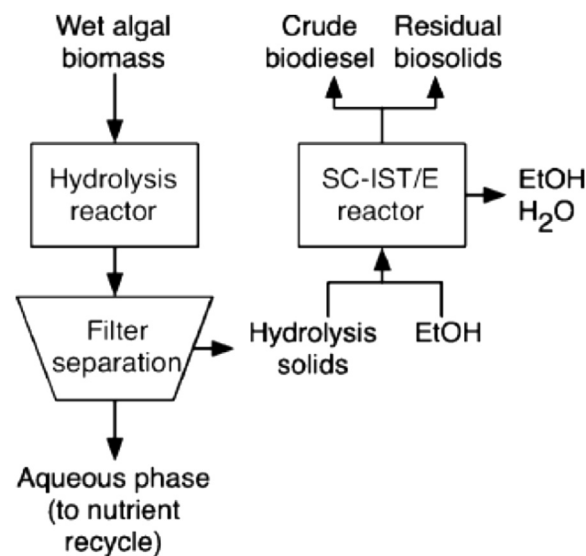 Wet algal
biomass
Hydrolysis
reactor
Filter
separation
Aqueous phase
(to nutrient
recycle)
Crude
biodiesel
Residual
biosolids
SC-IST/E
reactor
EtOH
H₂O
Hydrolysis
solids
EtOH